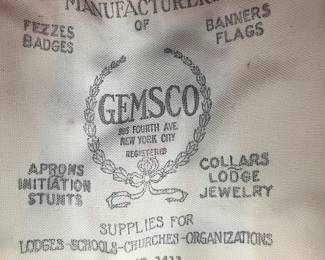 MANUFACTURERS
FEZZES
BADGES
OF
BANNERS
FLAGS
GEMSCO
395 FOURTH AVE.
NEW YORK CITY
REGISTERED
APRONS
INITIATION
STUNTS
COLLARS
LODGE
JEWELRY
SUPPLIES FOR
LODGES-SCHOOLS-CHURCHES-ORGANIZATIONS